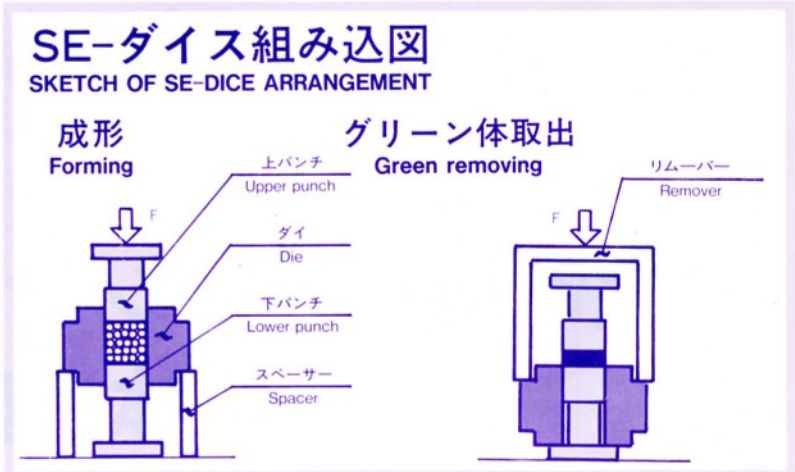 SE-ダイス組み込図
SKETCH OF SE-DICE ARRANGEMENT
成形
Forming
上パンチ
Upper punch
ダイ
Die
下パンチ
Lower punch
スペーサー
Spacer
F
グリーン体取出
Green removing
リムーバー
Remover
F